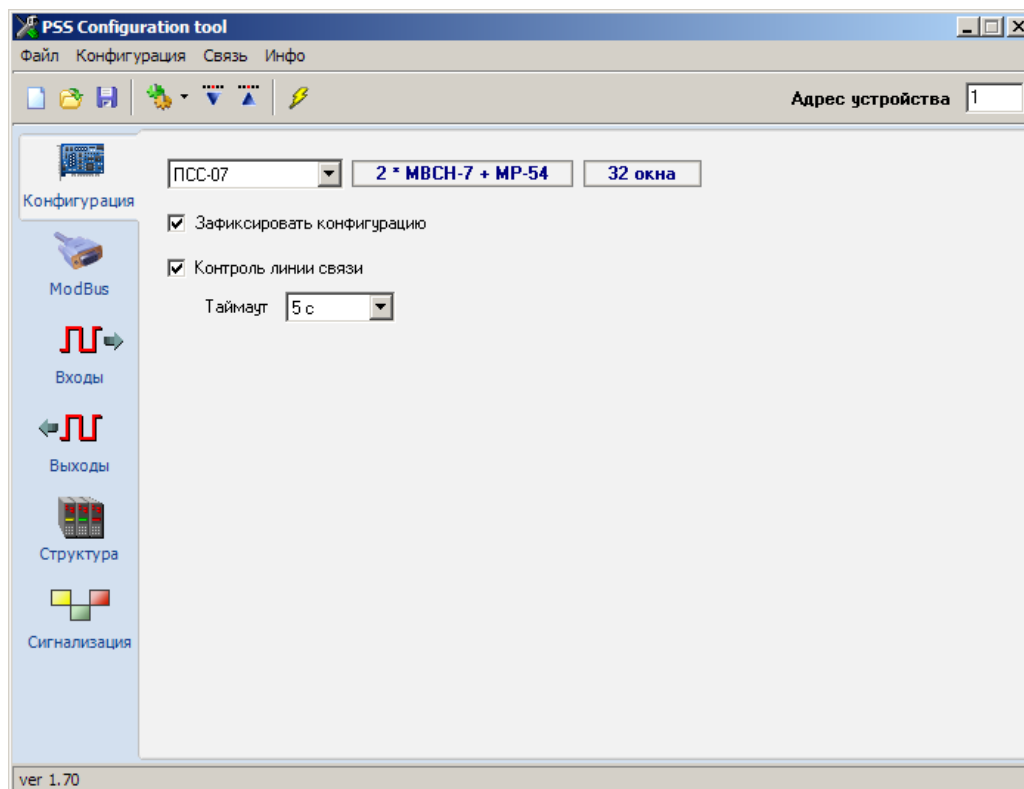 PSS Configuration tool
Файл Конфигурация Связь Инфо
Адрес устройства 1
ПСС-07 2 * МВСН-7 + МР-54 32 окна
Конфигурация
Зафиксировать конфигурацию
Контроль линии связи
ModBus
Таймаут 5 с
Входы
Выходы
Структура
Сигнализация
ver 1.70